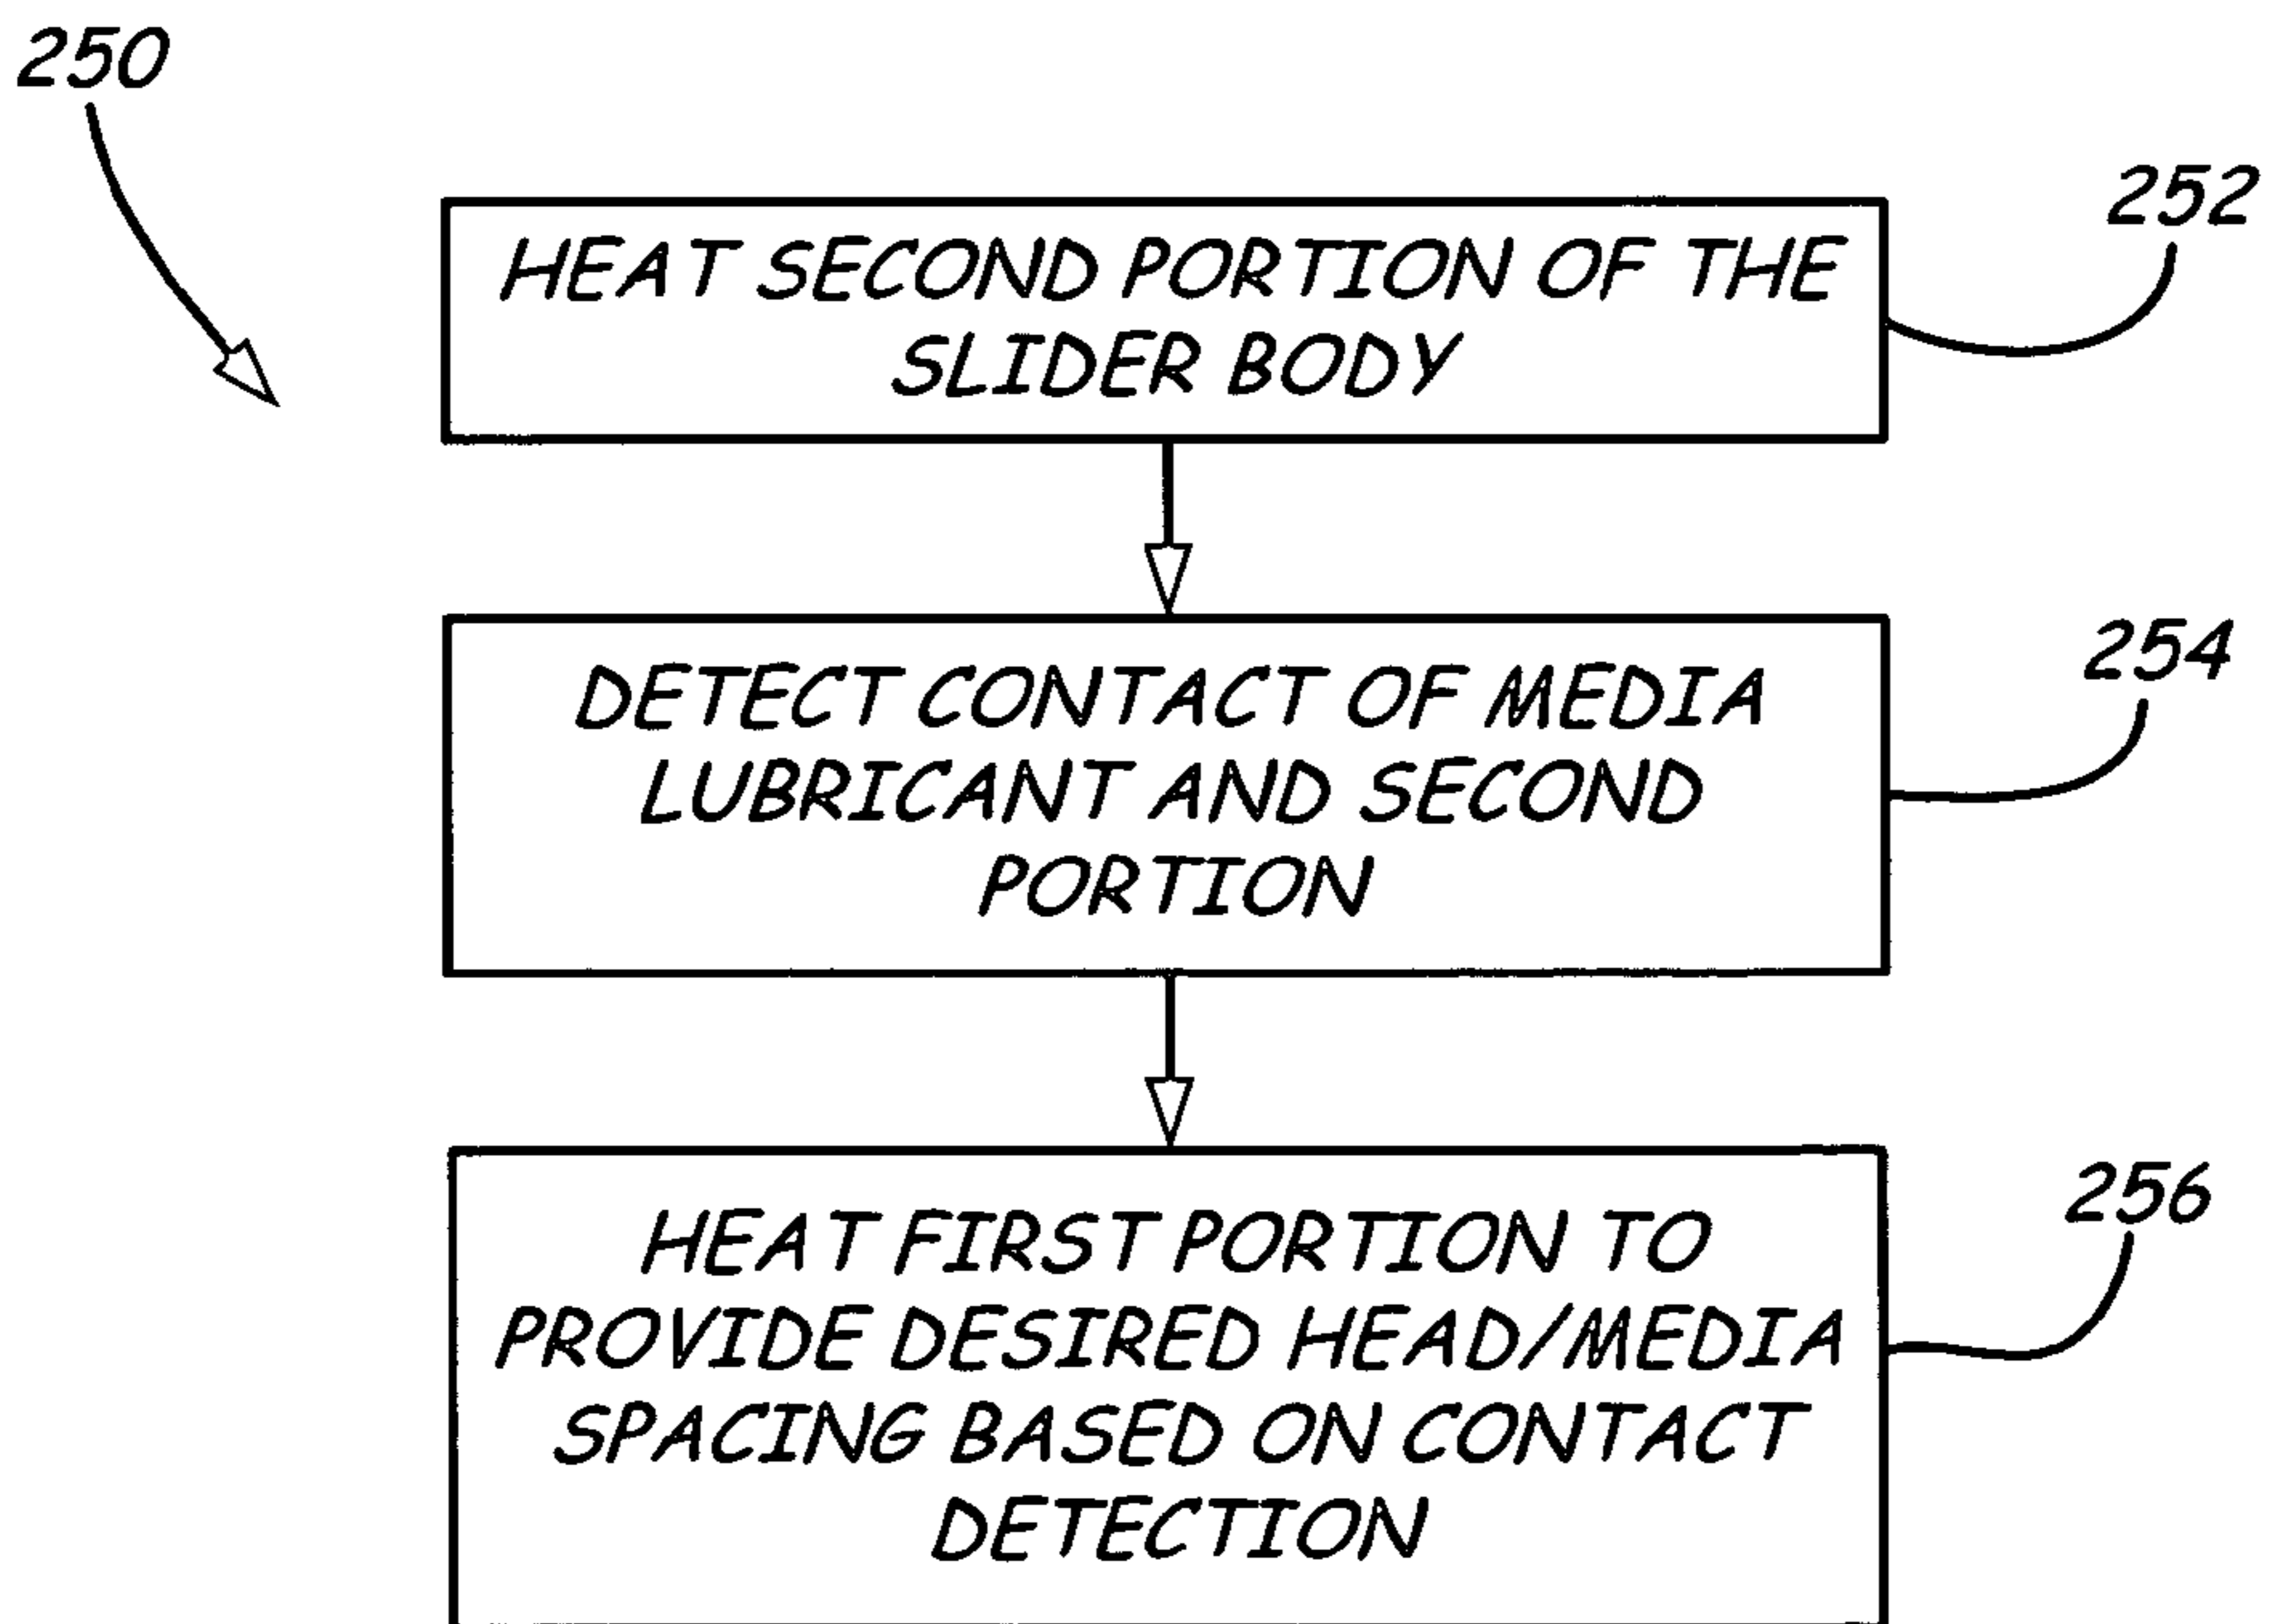 250
252
HEAT SECOND PORTION OF THE
SLIDER BODY
254
DETECT CONTACT OF MEDIA
LUBRICANT AND SECOND
PORTION
256
HEAT FIRST PORTION TO
PROVIDE DESIRED HEAD/MEDIA
SPACING BASED ON CONTACT
DETECTION